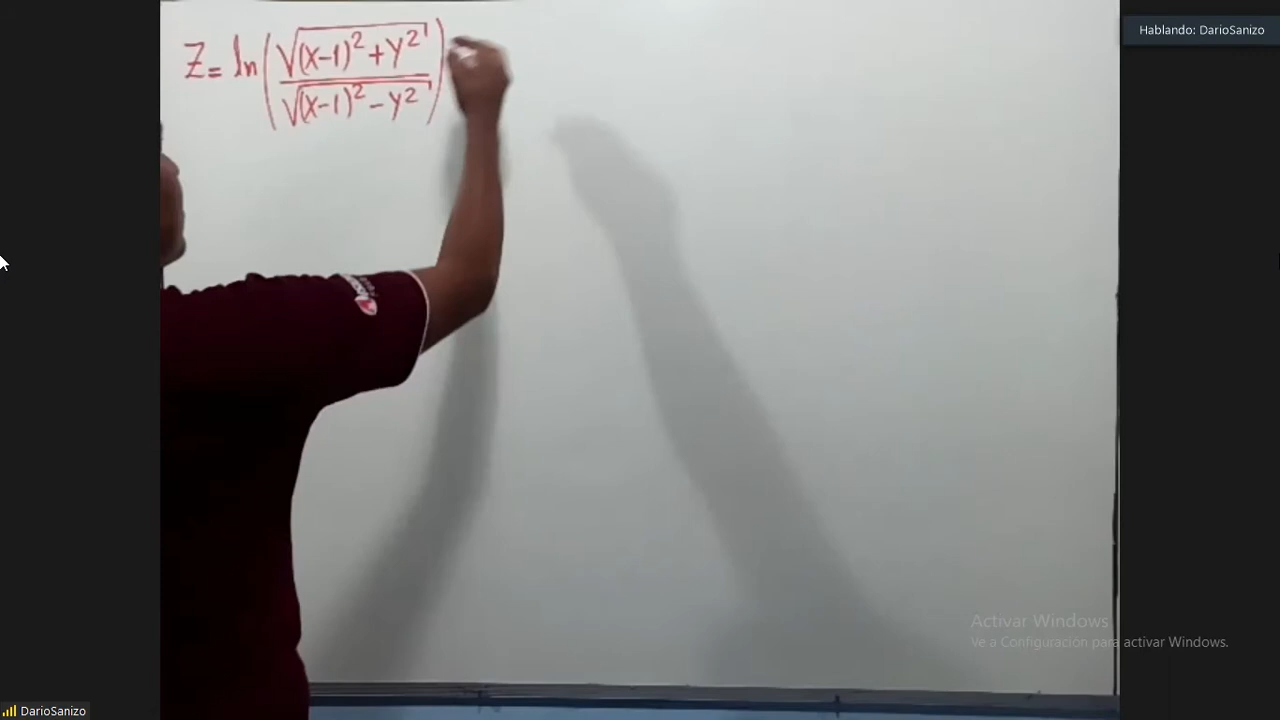 Hablando: DarioSanizo
Z = ln(√((x-1)²+y²) / √((x-1)²-y²))
Activar Windows
Ve a Configuración para activar Windows.
DarioSanizo